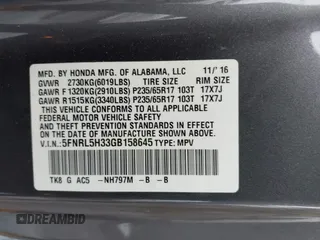 MFD. BY HONDA MFG. OF ALABAMA, LLC 11/'16
GVWR 2730KG(6019LBS) TIRE SIZE RIM SIZE
GAWR F 1320KG(2910LBS) P235/65R17 103T 17X7J
GAWR R 1515KG(3340LBS) P235/65R17 103T 17X7J
THIS VEHICLE CONFORMS TO ALL APPLICABLE
FEDERAL MOTOR VEHICLE SAFETY AND THEFT
PREVENTION STANDARDS IN EFFECT ON THE DATE
OF MANUFACTURE SHOWN ABOVE.
V.I.N.:5FNRL5H33GB158645 TYPE: MPV
TK8 G AC5 -NH797M -B -B
DREAMBID